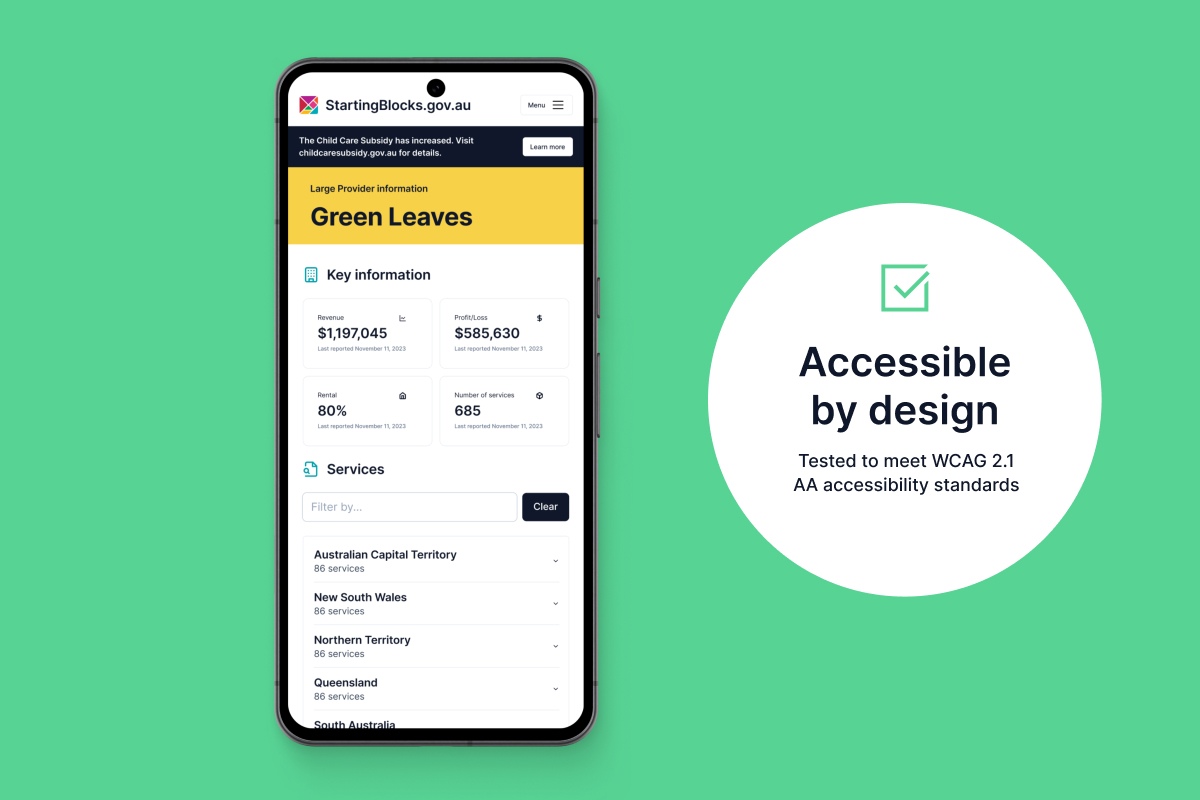 StartingBlocks.gov.au
Menu
The Child Care Subsidy has increased. Visit
childcaresubsidy.gov.au for details.
Learn more
Large Provider information
Green Leaves
Key information
Revenue
$1,197,045
Last reported November 11, 2023
Profit/Loss
$
$585,630
Last reported November 11, 2023
Rental
80%
Last reported November 11, 2023
Number of services
685
Last reported November 11, 2023
Services
Filter by...
Clear
Australian Capital Territory
86 services
New South Wales
86 services
Northern Territory
86 services
Queensland
86 services
South Australia
Accessible
by design
Tested to meet WCAG 2.1
AA accessibility standards